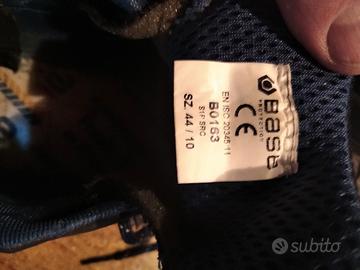 BASE
PROTECTION
CE
EN ISO 20345:11
B0163
S1P SRC
SZ. 44 / 10
subito